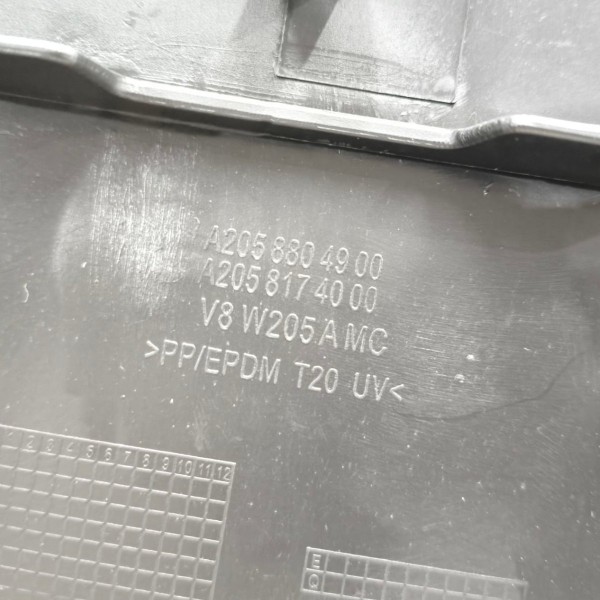 A205 880 49 00
A205 817 40 00
V8 W205 AMC
>PP/EPDM T20 UV<
1 2 3 4 5 6 7 8 9 10 11 12
E
Q